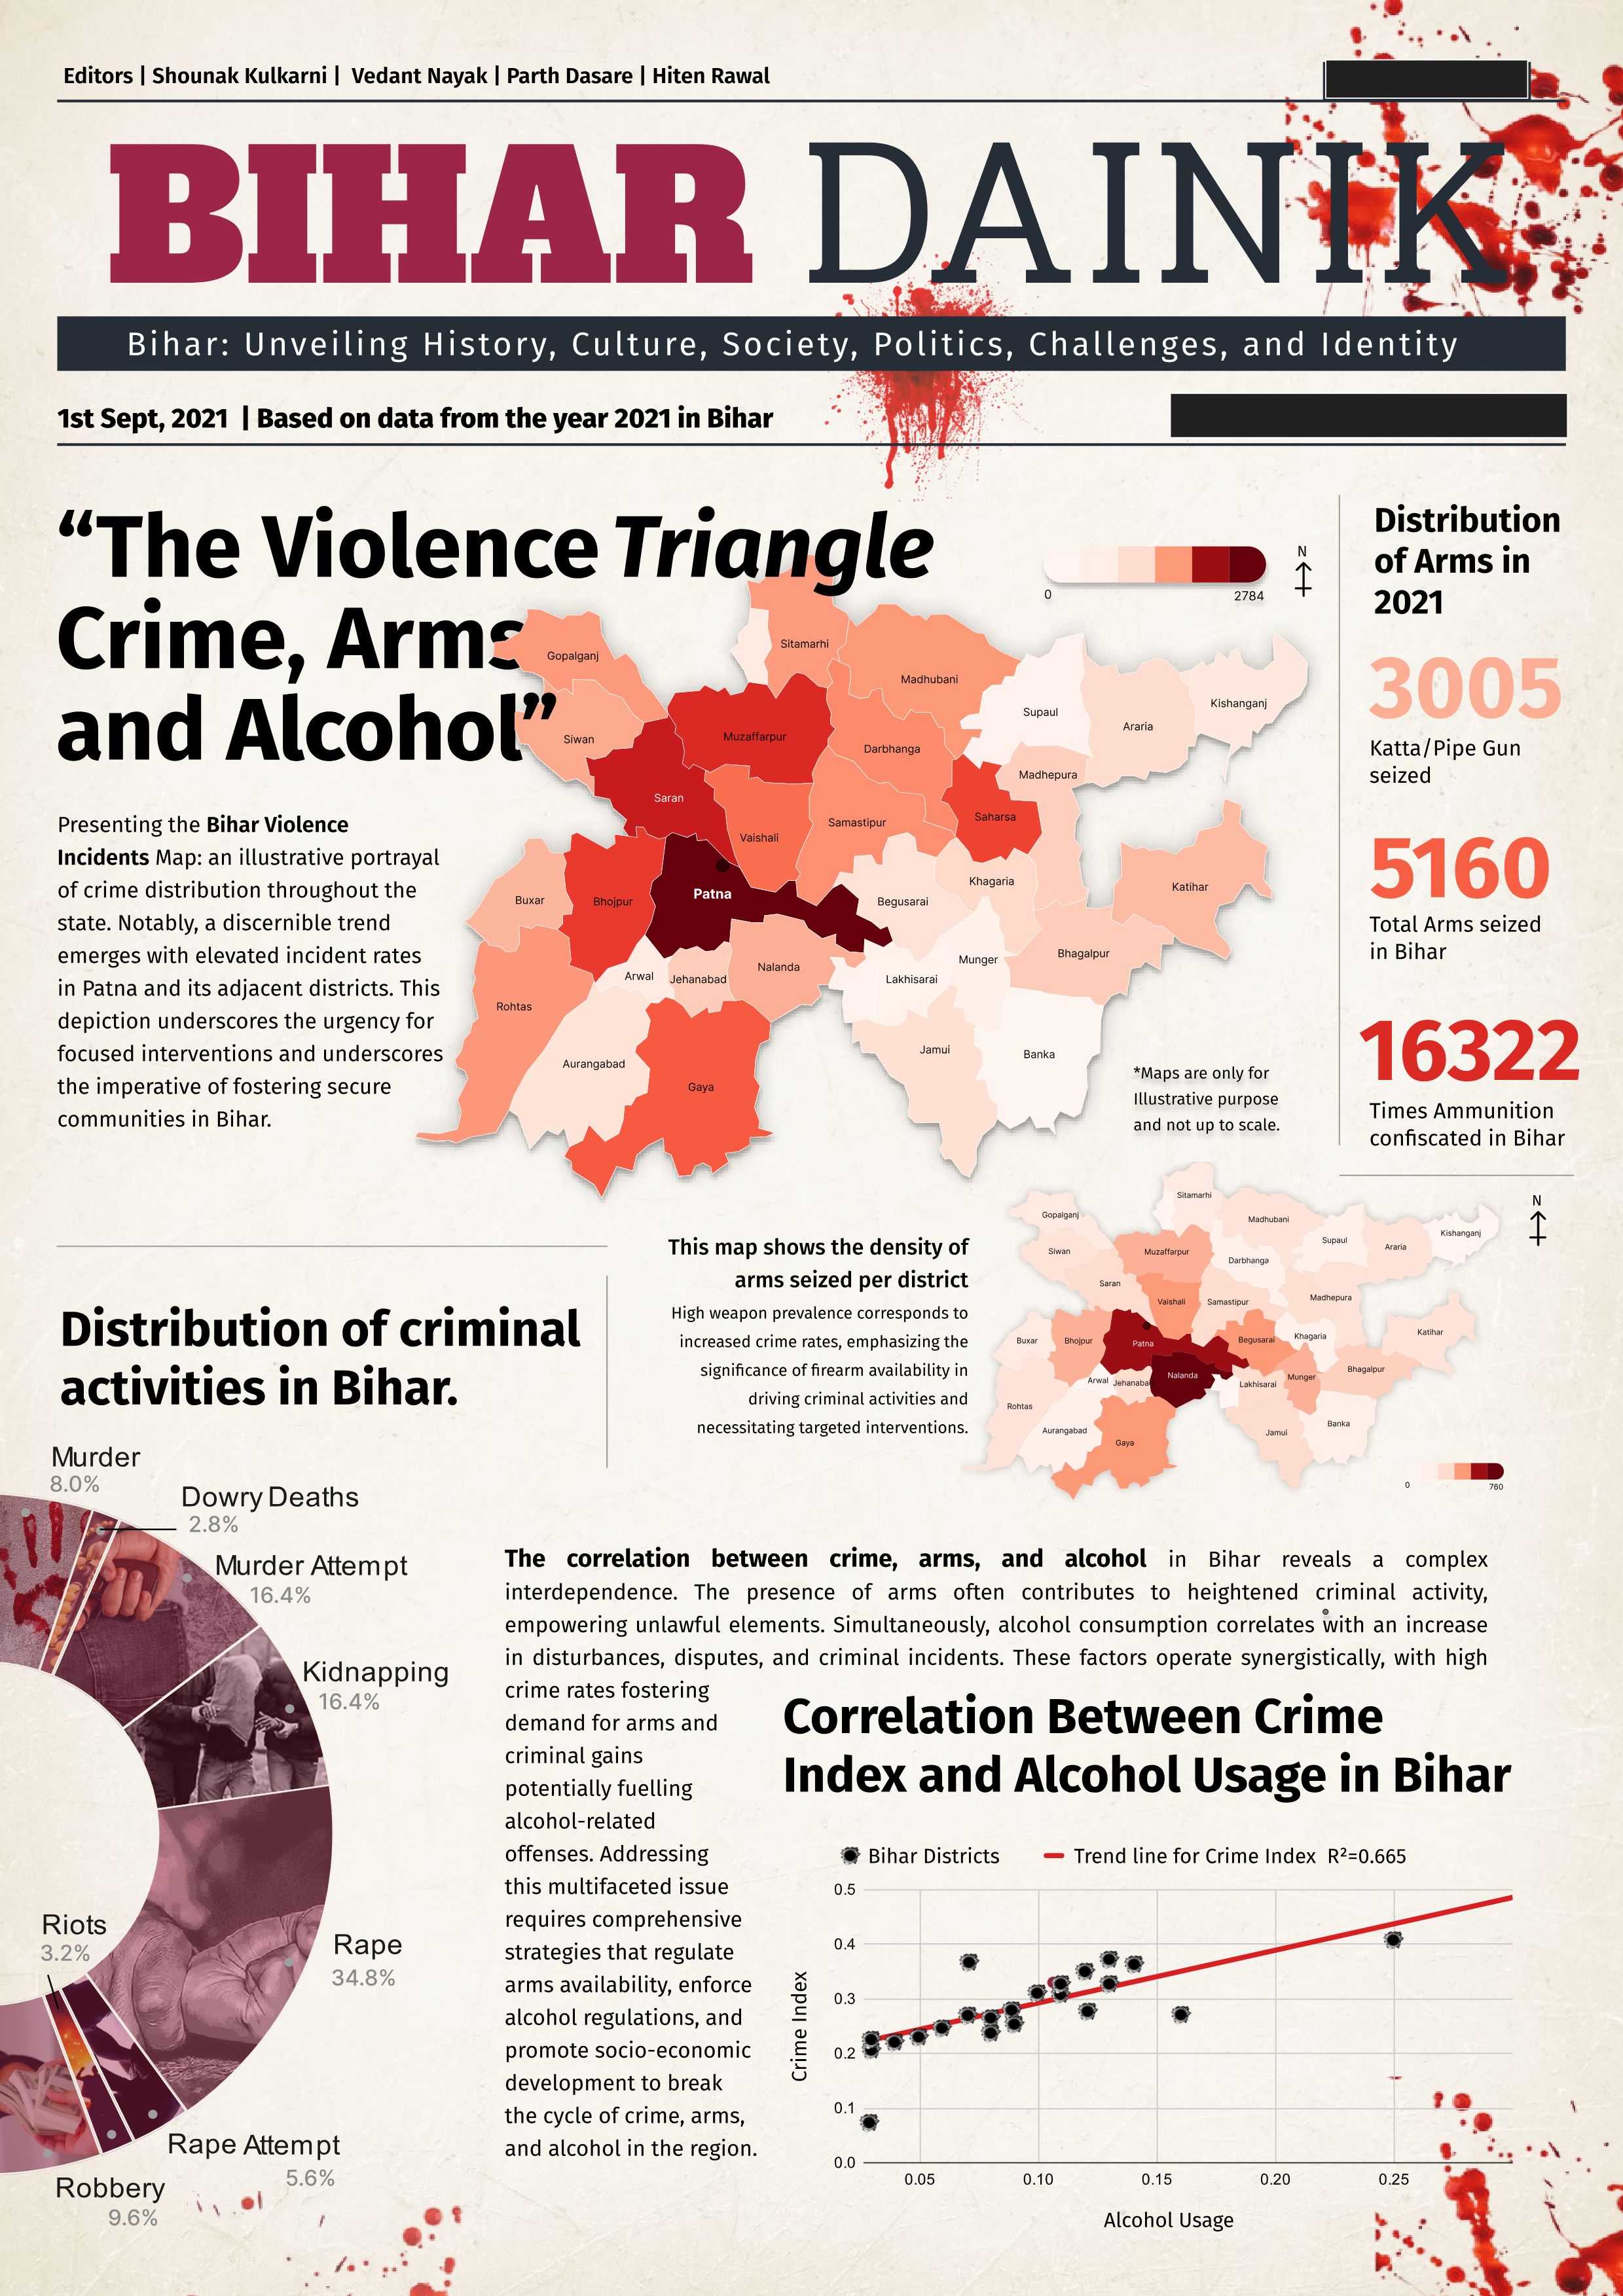 Editors | Shounak Kulkarni | Vedant Nayak | Parth Dasare | Hiten Rawal
BIHAR DAINIK
Bihar: Unveiling History, Culture, Society, Politics, Challenges, and Identity
1st Sept, 2021 | Based on data from the year 2021 in Bihar
“The Violence Triangle
Crime, Arms
and Alcohol”
Presenting the Bihar Violence
Incidents Map: an illustrative portrayal
of crime distribution throughout the
state. Notably, a discernible trend
emerges with elevated incident rates
in Patna and its adjacent districts. This
depiction underscores the urgency for
focused interventions and underscores
the imperative of fostering secure
communities in Bihar.
N
0
2784
Gopalganj
Sitamarhi
Madhubani
Kishanganj
Supaul
Araria
Siwan
Muzaffarpur
Darbhanga
Madhepura
Saran
Saharsa
Vaishali
Samastipur
Patna
Khagaria
Katihar
Buxar
Bhojpur
Begusarai
Bhagalpur
Munger
Arwal
Jehanabad
Nalanda
Lakhisarai
Rohtas
Aurangabad
Gaya
Jamui
Banka
*Maps are only for
Illustrative purpose
and not up to scale.
Distribution
of Arms in
2021
3005
Katta/Pipe Gun
seized
5160
Total Arms seized
in Bihar
16322
Times Ammunition
confiscated in Bihar
This map shows the density of
arms seized per district
High weapon prevalence corresponds to
increased crime rates, emphasizing the
significance of firearm availability in
driving criminal activities and
necessitating targeted interventions.
N
Sitamarhi
Gopalganj
Madhubani
Kishanganj
Supaul
Araria
Siwan
Muzaffarpur
Darbhanga
Saran
Madhepura
Vaishali
Samastipur
Katihar
Buxar
Bhojpur
Patna
Begusarai
Khagaria
Bhagalpur
Arwal
Jehanabad
Nalanda
Lakhisarai
Munger
Rohtas
Aurangabad
Gaya
Jamui
Banka
0
760
Distribution of criminal
activities in Bihar.
Murder
8.0%
Dowry Deaths
2.8%
Murder Attempt
16.4%
Kidnapping
16.4%
Rape
34.8%
Riots
3.2%
Rape Attempt
5.6%
Robbery
9.6%
The correlation between crime, arms, and alcohol in Bihar reveals a complex
interdependence. The presence of arms often contributes to heightened criminal activity,
empowering unlawful elements. Simultaneously, alcohol consumption correlates with an increase
in disturbances, disputes, and criminal incidents. These factors operate synergistically, with high
crime rates fostering
demand for arms and
criminal gains
potentially fuelling
alcohol-related
offenses. Addressing
this multifaceted issue
requires comprehensive
strategies that regulate
arms availability, enforce
alcohol regulations, and
promote socio-economic
development to break
the cycle of crime, arms,
and alcohol in the region.
Correlation Between Crime
Index and Alcohol Usage in Bihar
Bihar Districts
Trend line for Crime Index R²=0.665
Crime Index
0.5
0.4
0.3
0.2
0.1
0.0
0.05
0.10
0.15
0.20
0.25
Alcohol Usage